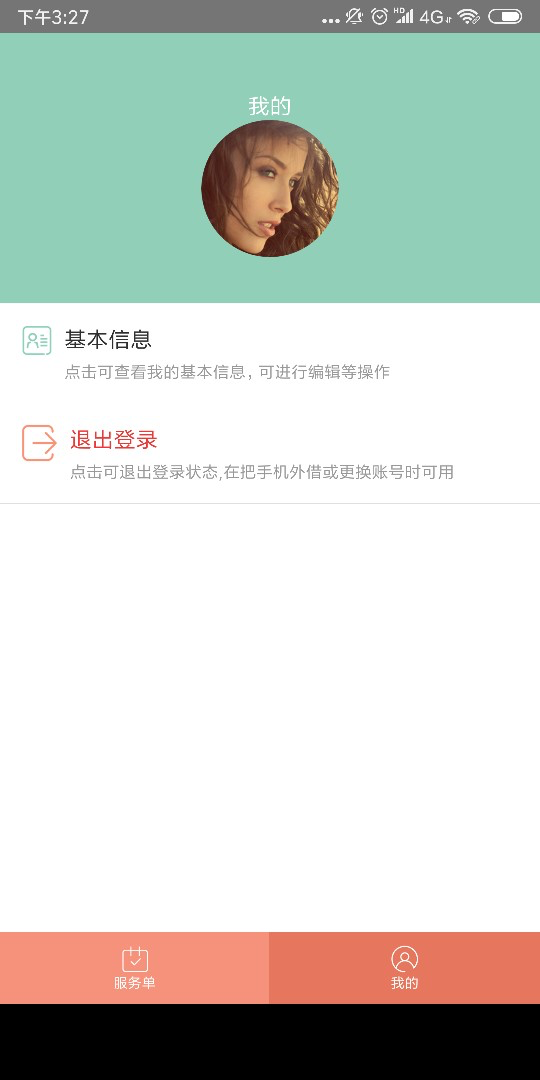 下午3:27
HD 4G
我的
基本信息
点击可查看我的基本信息，可进行编辑等操作
退出登录
点击可退出登录状态,在把手机外借或更换账号时可用
服务单
我的